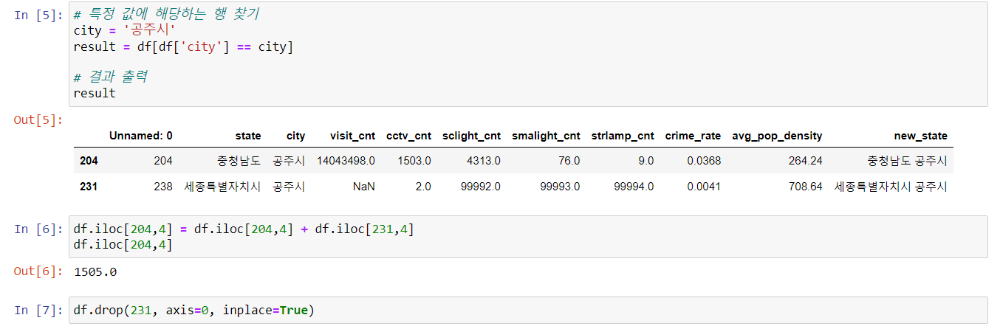 In [5]: # 특정 값에 해당하는 행 찾기
city = '공주시'
result = df[df['city'] == city]
# 결과 출력
result
Out[5]:
Unnamed: 0 state city visit_cnt cctv_cnt sclight_cnt smalight_cnt strlamp_cnt crime_rate avg_pop_density new_state
204 204 충청남도 공주시 14043498.0 1503.0 4313.0 76.0 9.0 0.0368 264.24 충청남도 공주시
231 238 세종특별자치시 공주시 NaN 2.0 99992.0 99993.0 99994.0 0.0041 708.64 세종특별자치시 공주시
In [6]: df.iloc[204,4] = df.iloc[204,4] + df.iloc[231,4]
df.iloc[204,4]
Out[6]: 1505.0
In [7]: df.drop(231, axis=0, inplace=True)